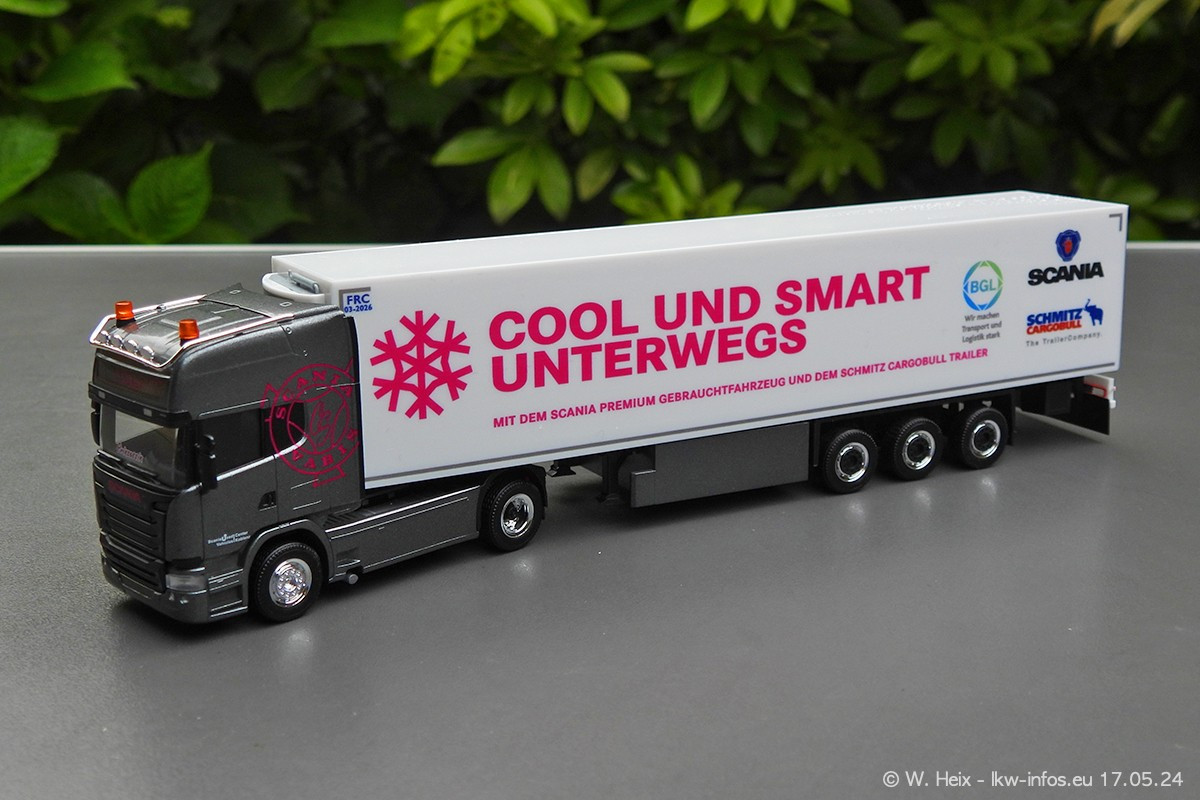 FRC
03-2026
COOL UND SMART
UNTERWEGS
MIT DEM SCANIA PREMIUM GEBRAUCHTFAHRZEUG UND DEM SCHMITZ CARGOBULL TRAILER
BGL
Wir machen
Transport und
Logistik stark
SCANIA
SCHMITZ
CARGOBULL
The TrailerCompany.
SCANIA
© W. Heix - lkw-infos.eu 17.05.24